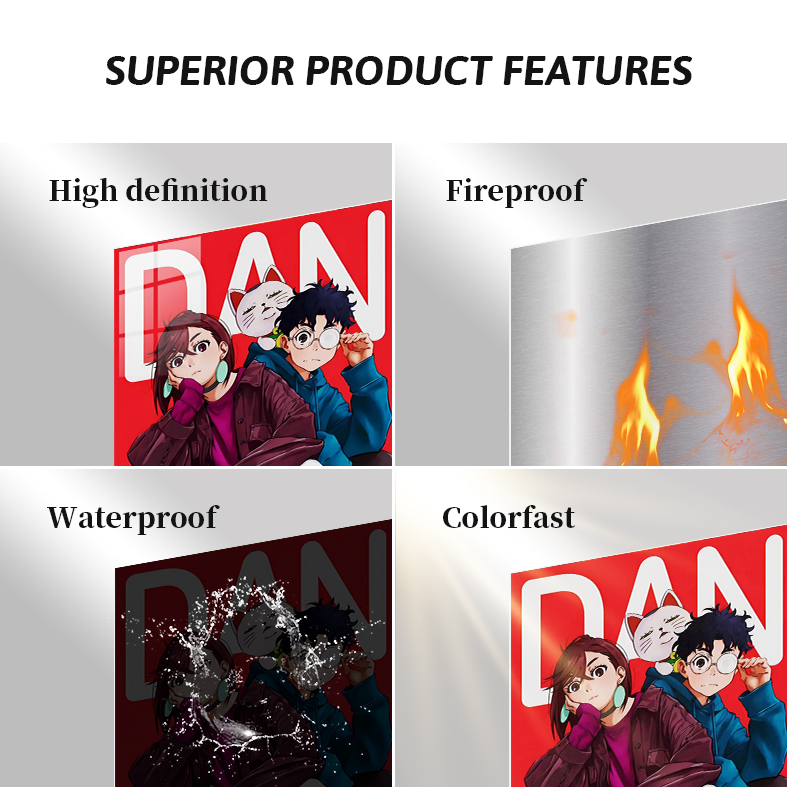 SUPERIOR PRODUCT FEATURES
High definition
Fireproof
DAN
Waterproof
Colorfast
DAN
DAN